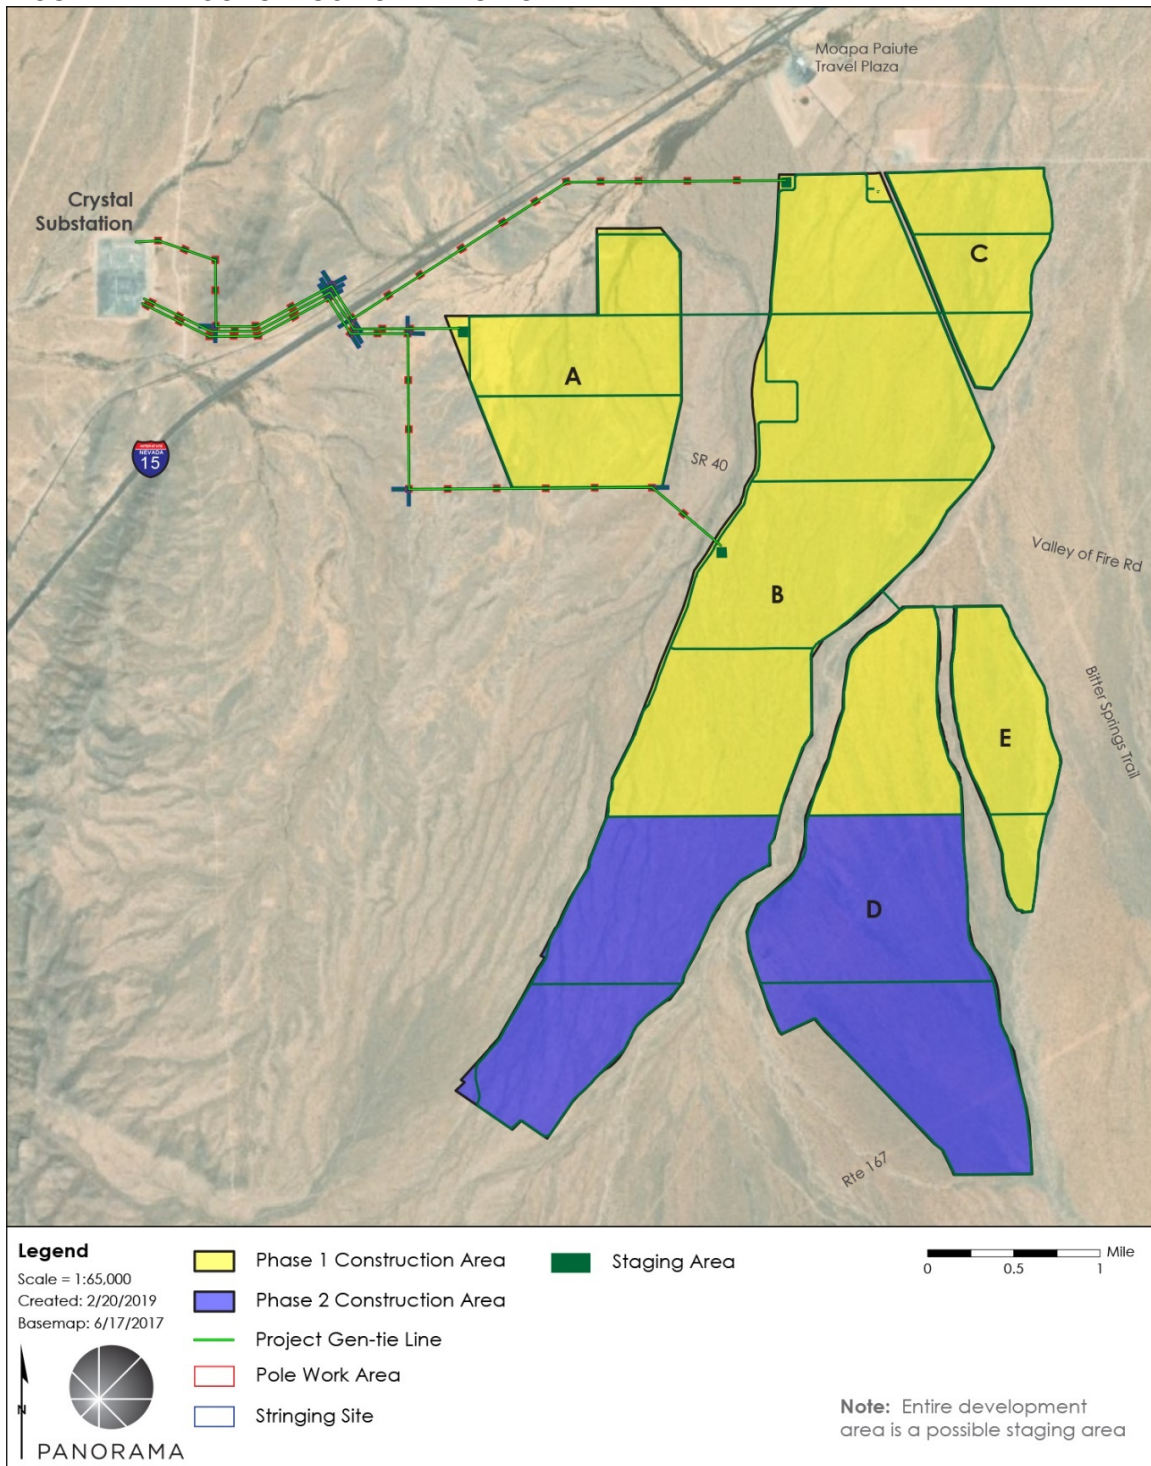 Moapa Paiute
Travel Plaza
Crystal
Substation
C
A
INTERSTATE
NEVADA
15
SR 40
Valley of Fire Rd
B
Bitter Springs Trail
E
D
Rte 167
Legend
Scale = 1:65,000
Created: 2/20/2019
Basemap: 6/17/2017
N
PANORAMA
Phase 1 Construction Area
Phase 2 Construction Area
Project Gen-tie Line
Pole Work Area
Stringing Site
Staging Area
Mile
0 0.5 1
Note: Entire development
area is a possible staging area